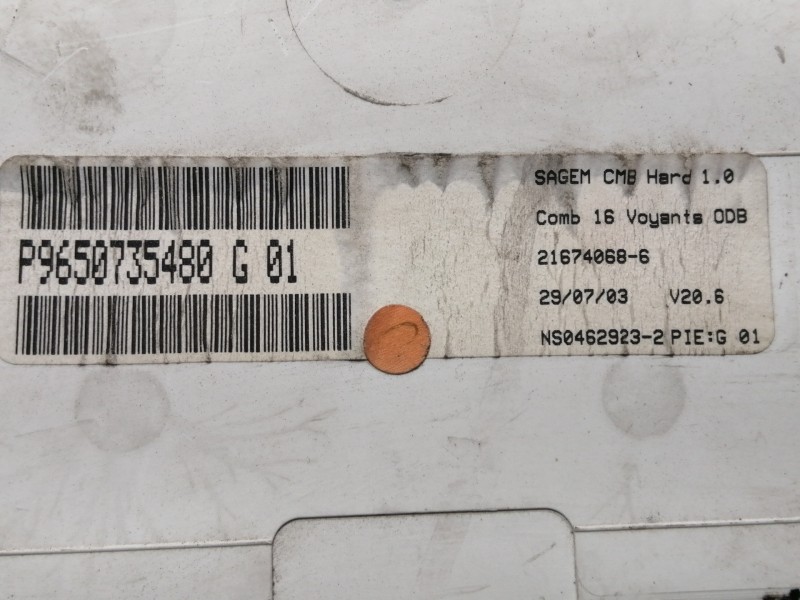 P9650735480 G 01
SAGEM CMB Hard 1.0
Comb 16 Voyants ODB
21674068-6
29/07/03 V20.6
NS0462923-2 PIE:G 01